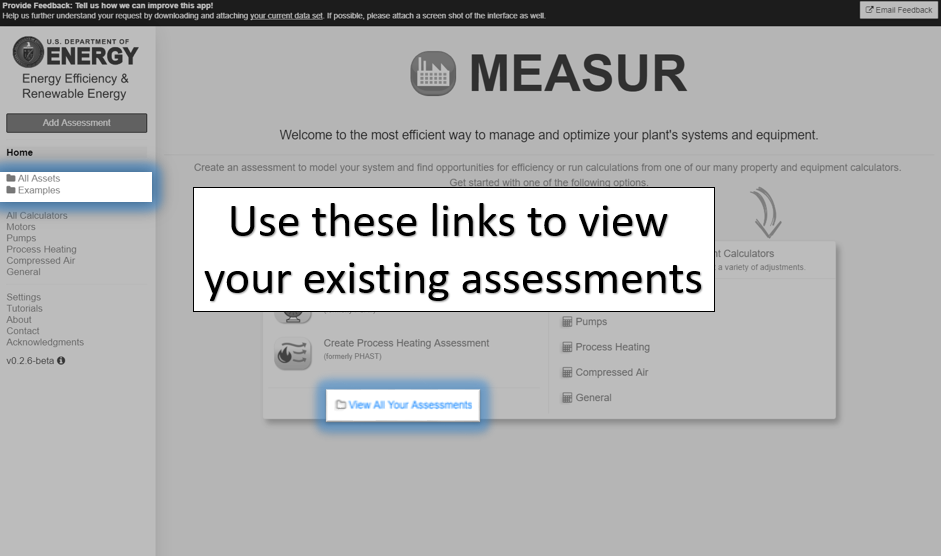 Provide Feedback: Tell us how we can improve this app!
Help us further understand your request by downloading and attaching your current data set. If possible, please attach a screen shot of the interface as well.
Email Feedback
U.S. DEPARTMENT OF
ENERGY
Energy Efficiency &
Renewable Energy
Add Assessment
Home
All Assets
Examples
All Calculators
Motors
Pumps
Process Heating
Compressed Air
General
Settings
Tutorials
About
Contact
Acknowledgments
v0.2.6-beta
MEASUR
Welcome to the most efficient way to manage and optimize your plant's systems and equipment.
Create an assessment to model your system and find opportunities for efficiency or run calculations from one of our many property and equipment calculators.
Get started with one of the following options.
Use these links to view
your existing assessments
Create Process Heating Assessment
(formerly PHAST)
View All Your Assessments
Calculators
a variety of adjustments.
Pumps
Process Heating
Compressed Air
General